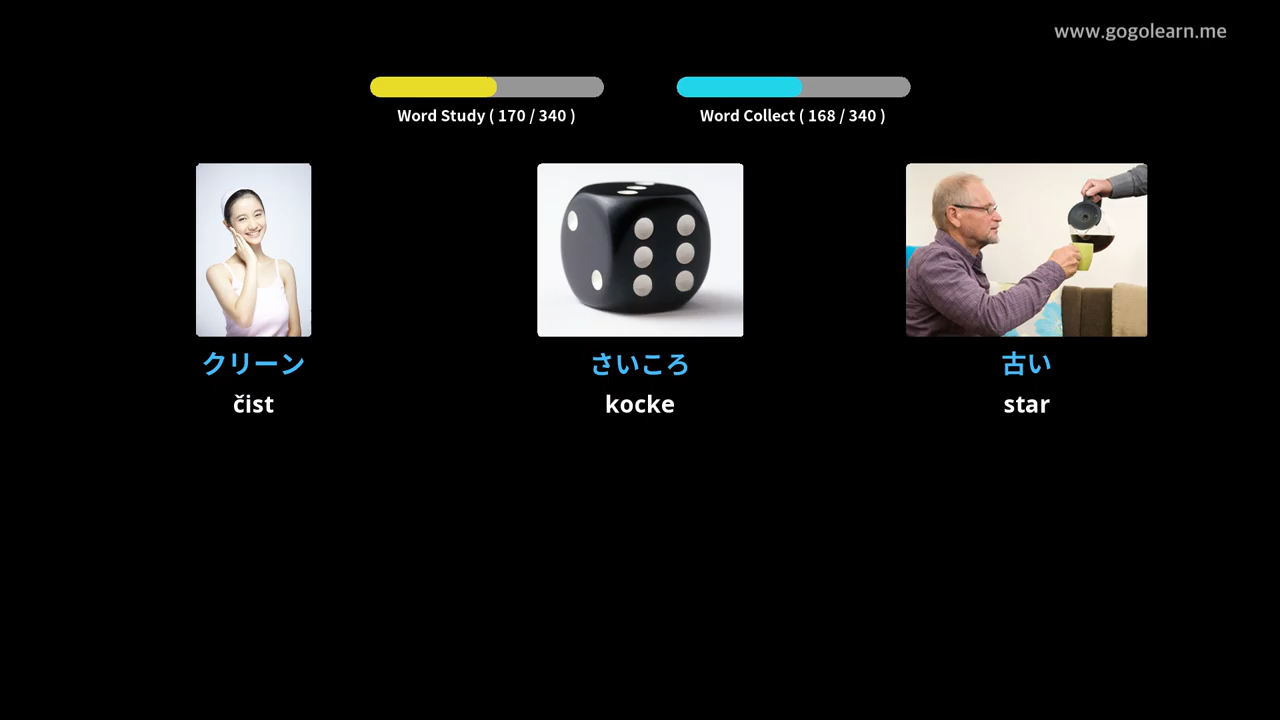 www.gogolearn.me
Word Study ( 170 / 340 )
Word Collect ( 168 / 340 )
クリーン
さいころ
古い
čist
kocke
star